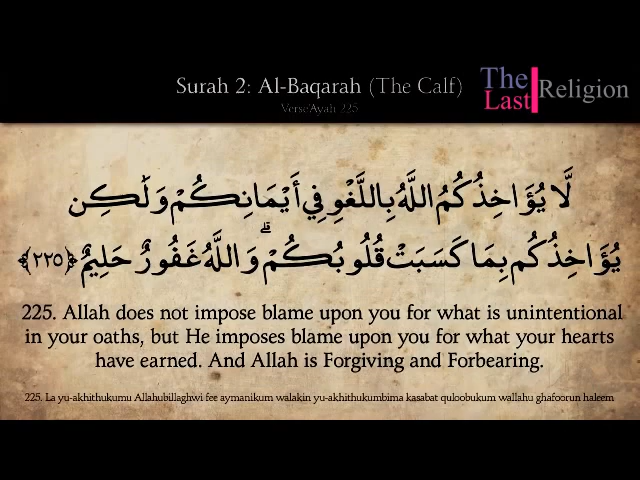 Surah 2: Al-Baqarah (The Calf)
Verse/Ayah 225
The
Last Religion
لَّا يُؤَاخِذُكُمُ اللَّهُ بِاللَّغْوِ فِي أَيْمَانِكُمْ وَلَٰكِن
يُؤَاخِذُكُم بِمَا كَسَبَتْ قُلُوبُكُمْ ۗ وَاللَّهُ غَفُورٌ حَلِيمٌ ﴿٢٢٥﴾
225. Allah does not impose blame upon you for what is unintentional
in your oaths, but He imposes blame upon you for what your hearts
have earned. And Allah is Forgiving and Forbearing.
225. La yu-akhithukumu Allahubillaghwi fee aymanikum walakin yu-akhithukumbima kasabat quloobukum wallahu ghafoorun haleem